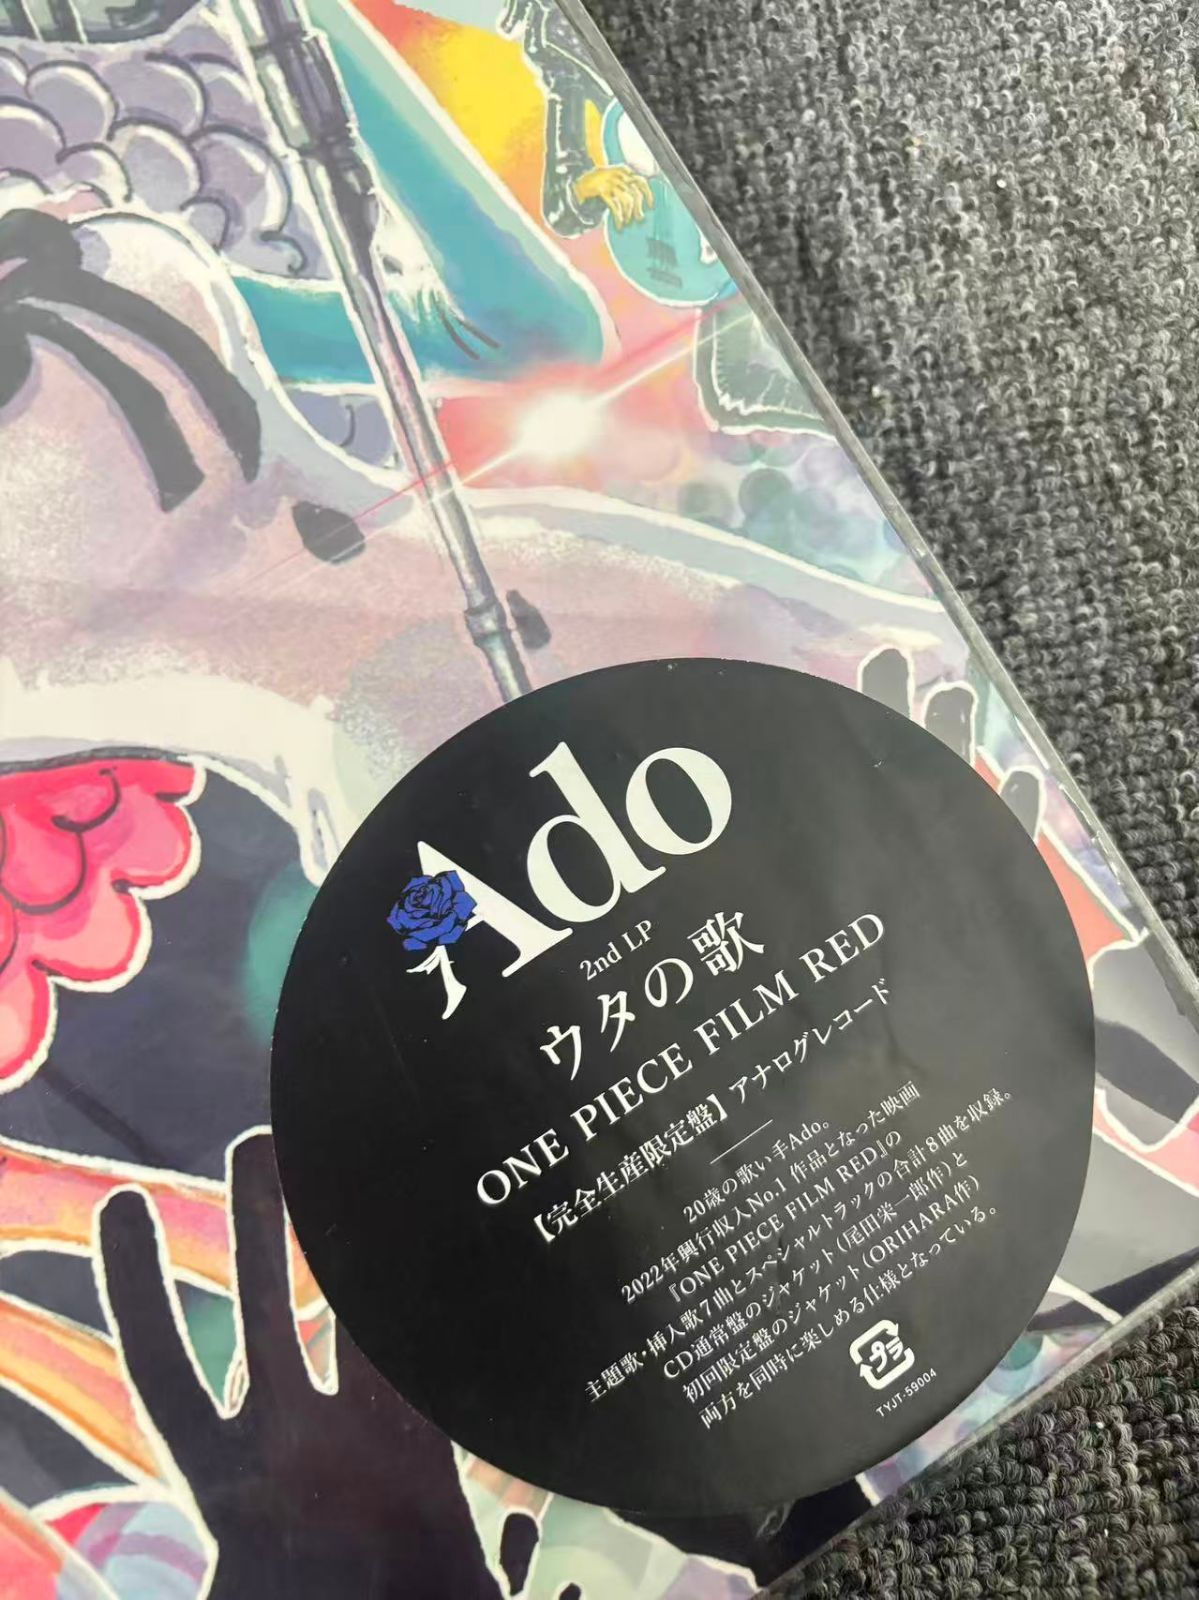 Ado
2nd LP
ウタの歌
ONE PIECE FILM RED
【完全生産限定盤】アナログレコード
20歳の歌い手Ado。
2022年興行収入No.1 作品となった映画
『ONE PIECE FILM RED』の
主題歌・挿入歌7曲とスペシャルトラックの合計8曲を収録。
CD通常盤のジャケット(尾田栄一郎作)と
初回限定盤のジャケット(ORIHARA作)
両方を同時に楽しめる仕様となっている。
プラ
TYJT-59004